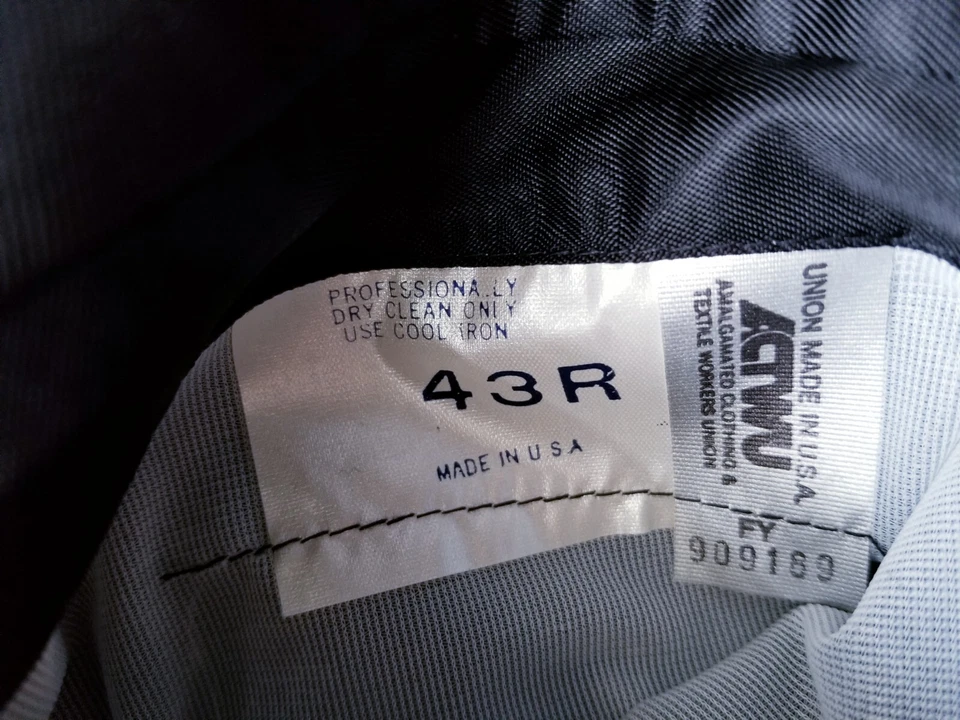 PROFESSIONALLY
DRY CLEAN ONLY
USE COOL IRON
43R
MADE IN U S A
UNION MADE IN U.S.A.
ACTWU
AMALGAMATED CLOTHING &
TEXTILE WORKERS UNION
FY
909169